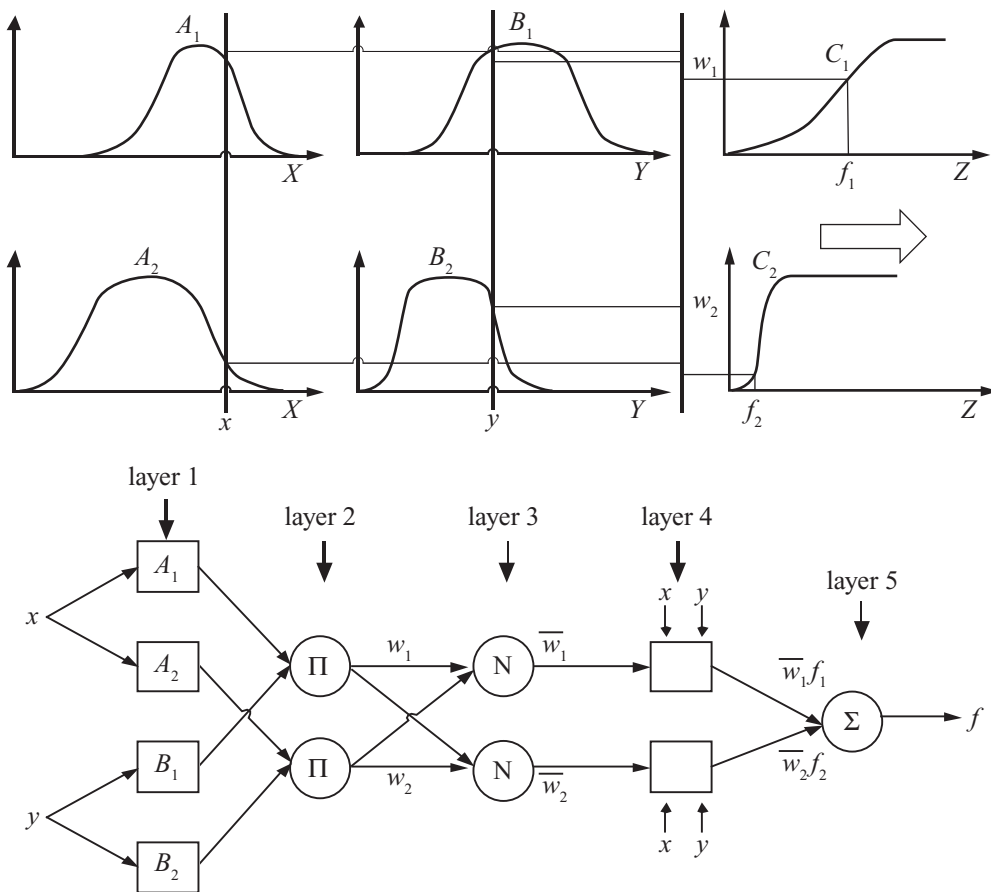 A₁
B₁
w₁
C₁
X
Y
f₁
Z
A₂
B₂
w₂
C₂
X
Y
f₂
Z
x
y
layer 1
layer 2
layer 3
layer 4
layer 5
A₁
x y
x
A₂
Π
w₁
N
w̅₁
w̅₁f₁
Σ
f
B₁
Π
w₂
N
w̅₂
w̅₂f₂
y
B₂
x y